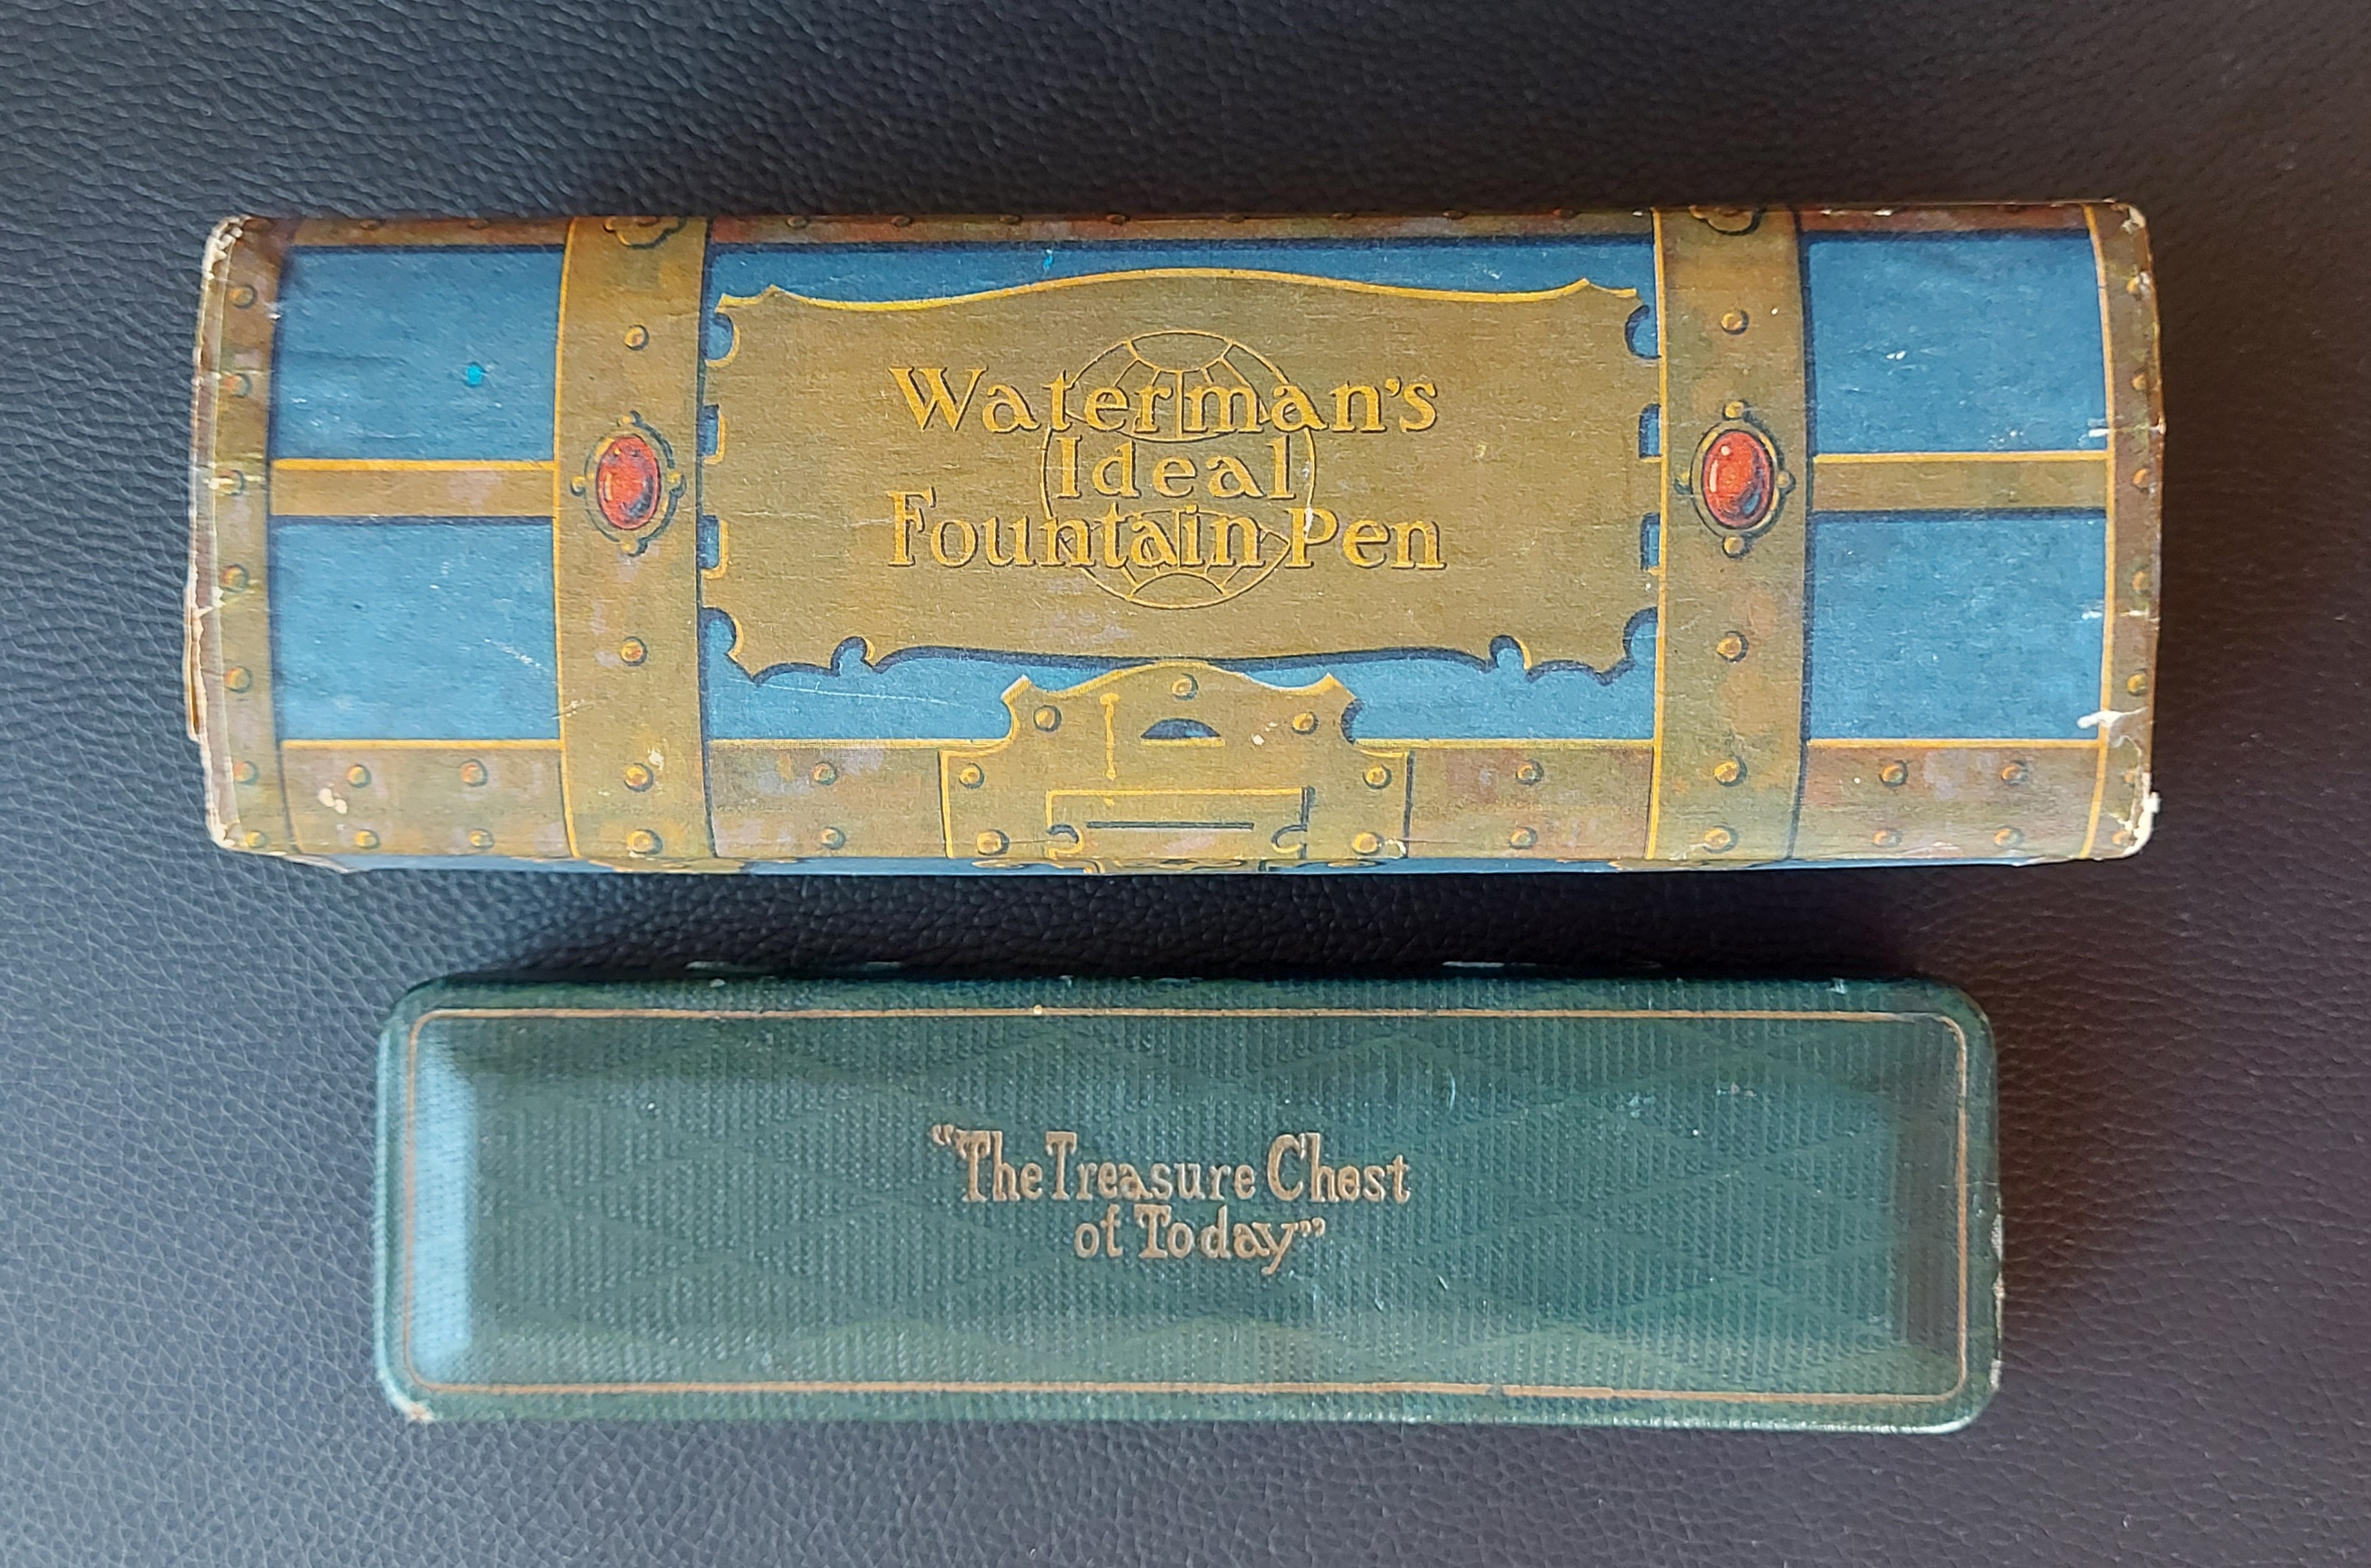 Waterman's
Ideal
Fountain Pen
"The Treasure Chest
of Today"